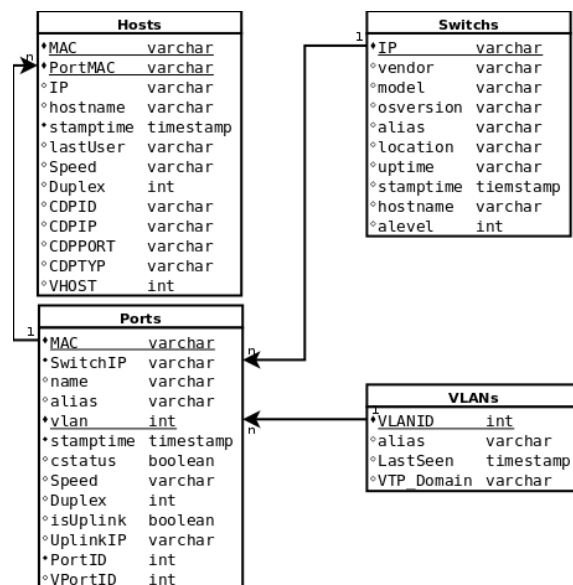 Hosts
MAC varchar
PortMAC varchar
IP varchar
hostname varchar
stamptime timestamp
lastUser varchar
Speed varchar
Duplex int
CDPID varchar
CDPIP varchar
CDPPORT varchar
CDPTYP varchar
VHOST int
n
1
Switchs
IP varchar
vendor varchar
model varchar
osversion varchar
alias varchar
location varchar
uptime varchar
stamptime tiemstamp
hostname varchar
alevel int
1
Ports
MAC varchar
SwitchIP varchar
name varchar
alias varchar
vlan int
stamptime timestamp
cstatus boolean
Speed varchar
Duplex int
isUplink boolean
UplinkIP varchar
PortID int
VPortID int
n
n
VLANs
1
VLANID int
alias varchar
LastSeen timestamp
VTP_Domain varchar